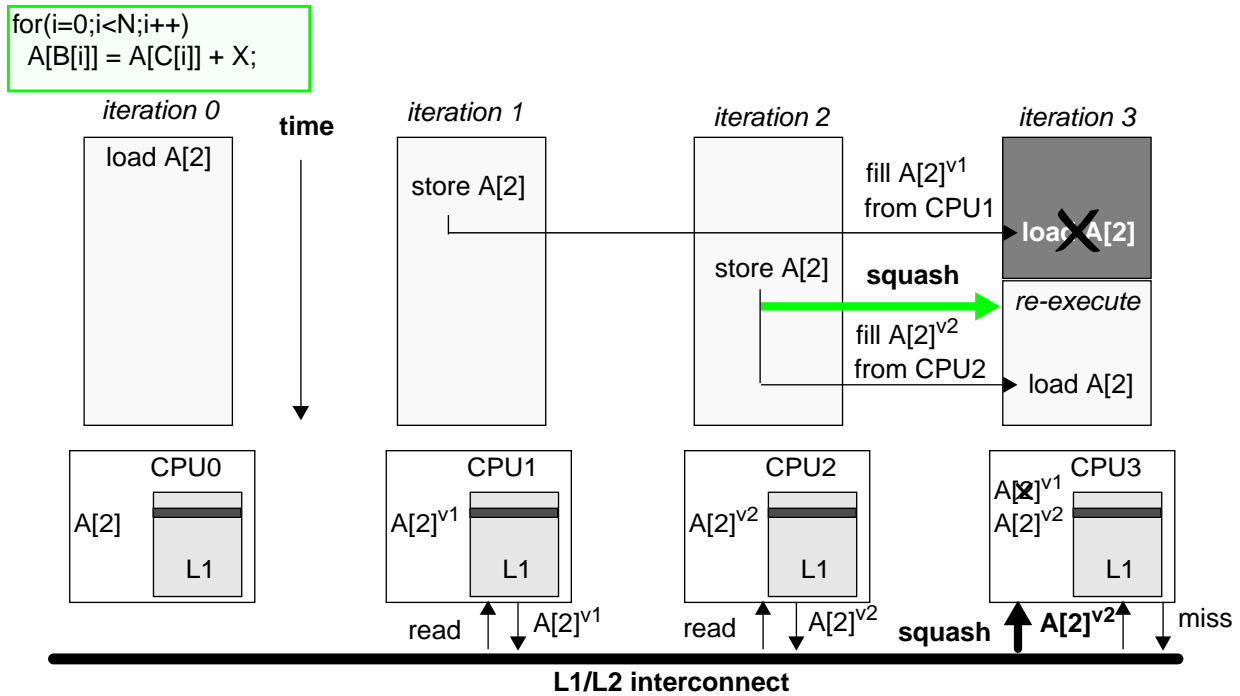 for(i=0;i<N;i++)
A[B[i]] = A[C[i]] + X;
iteration 0
time
iteration 1
iteration 2
iteration 3
load A[2]
store A[2]
fill A[2]v1
from CPU1
load A[2]
store A[2]
squash
re-execute
fill A[2]v2
from CPU2
load A[2]
CPU0
A[2]
L1
CPU1
A[2]v1
L1
CPU2
A[2]v2
L1
CPU3
A[2]v1
A[2]v2
L1
read
A[2]v1
read
A[2]v2
squash
A[2]v2
miss
L1/L2 interconnect